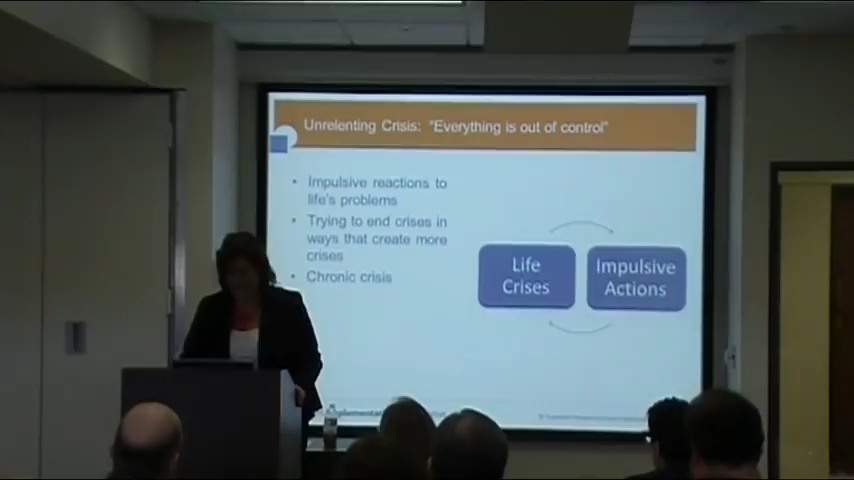 Unrelenting Crisis: "Everything is out of control"
• Impulsive reactions to
life's problems
• Trying to end crises in
ways that create more
crises
• Chronic crisis
Life
Crises
Impulsive
Actions